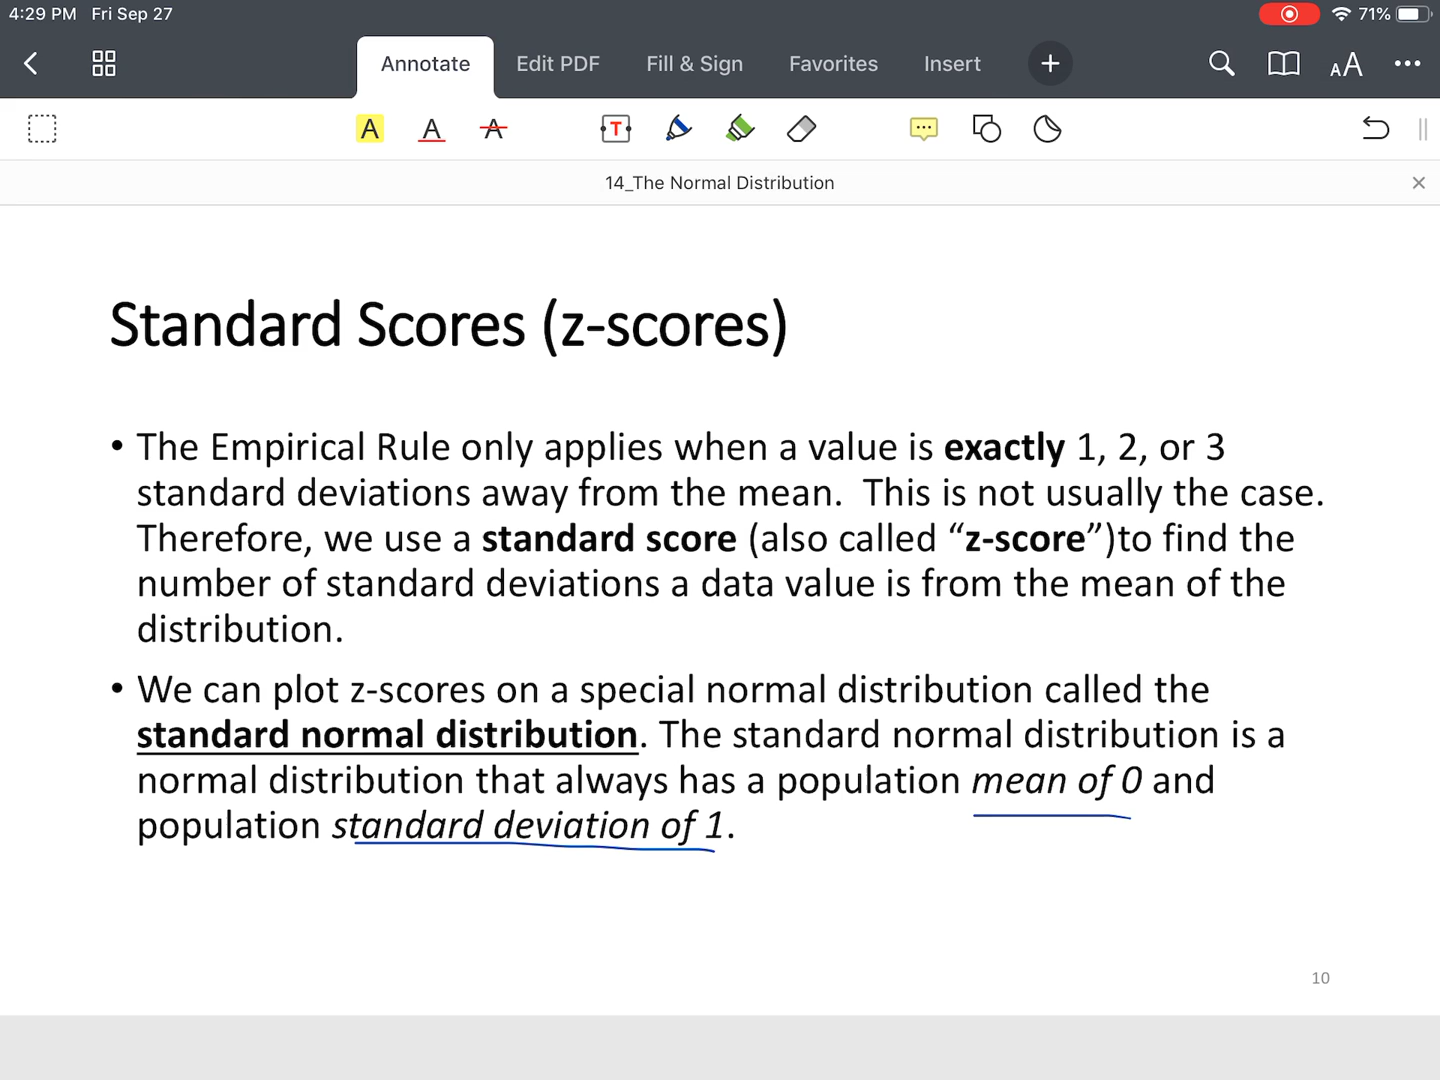 4:29 PM Fri Sep 27
71%
Annotate
Edit PDF
Fill & Sign
Favorites
Insert
AA
A
A
A
T
14_The Normal Distribution
Standard Scores (z-scores)
• The Empirical Rule only applies when a value is exactly 1, 2, or 3
standard deviations away from the mean. This is not usually the case.
Therefore, we use a standard score (also called “z-score”)to find the
number of standard deviations a data value is from the mean of the
distribution.
• We can plot z-scores on a special normal distribution called the
standard normal distribution. The standard normal distribution is a
normal distribution that always has a population mean of 0 and
population standard deviation of 1.
10